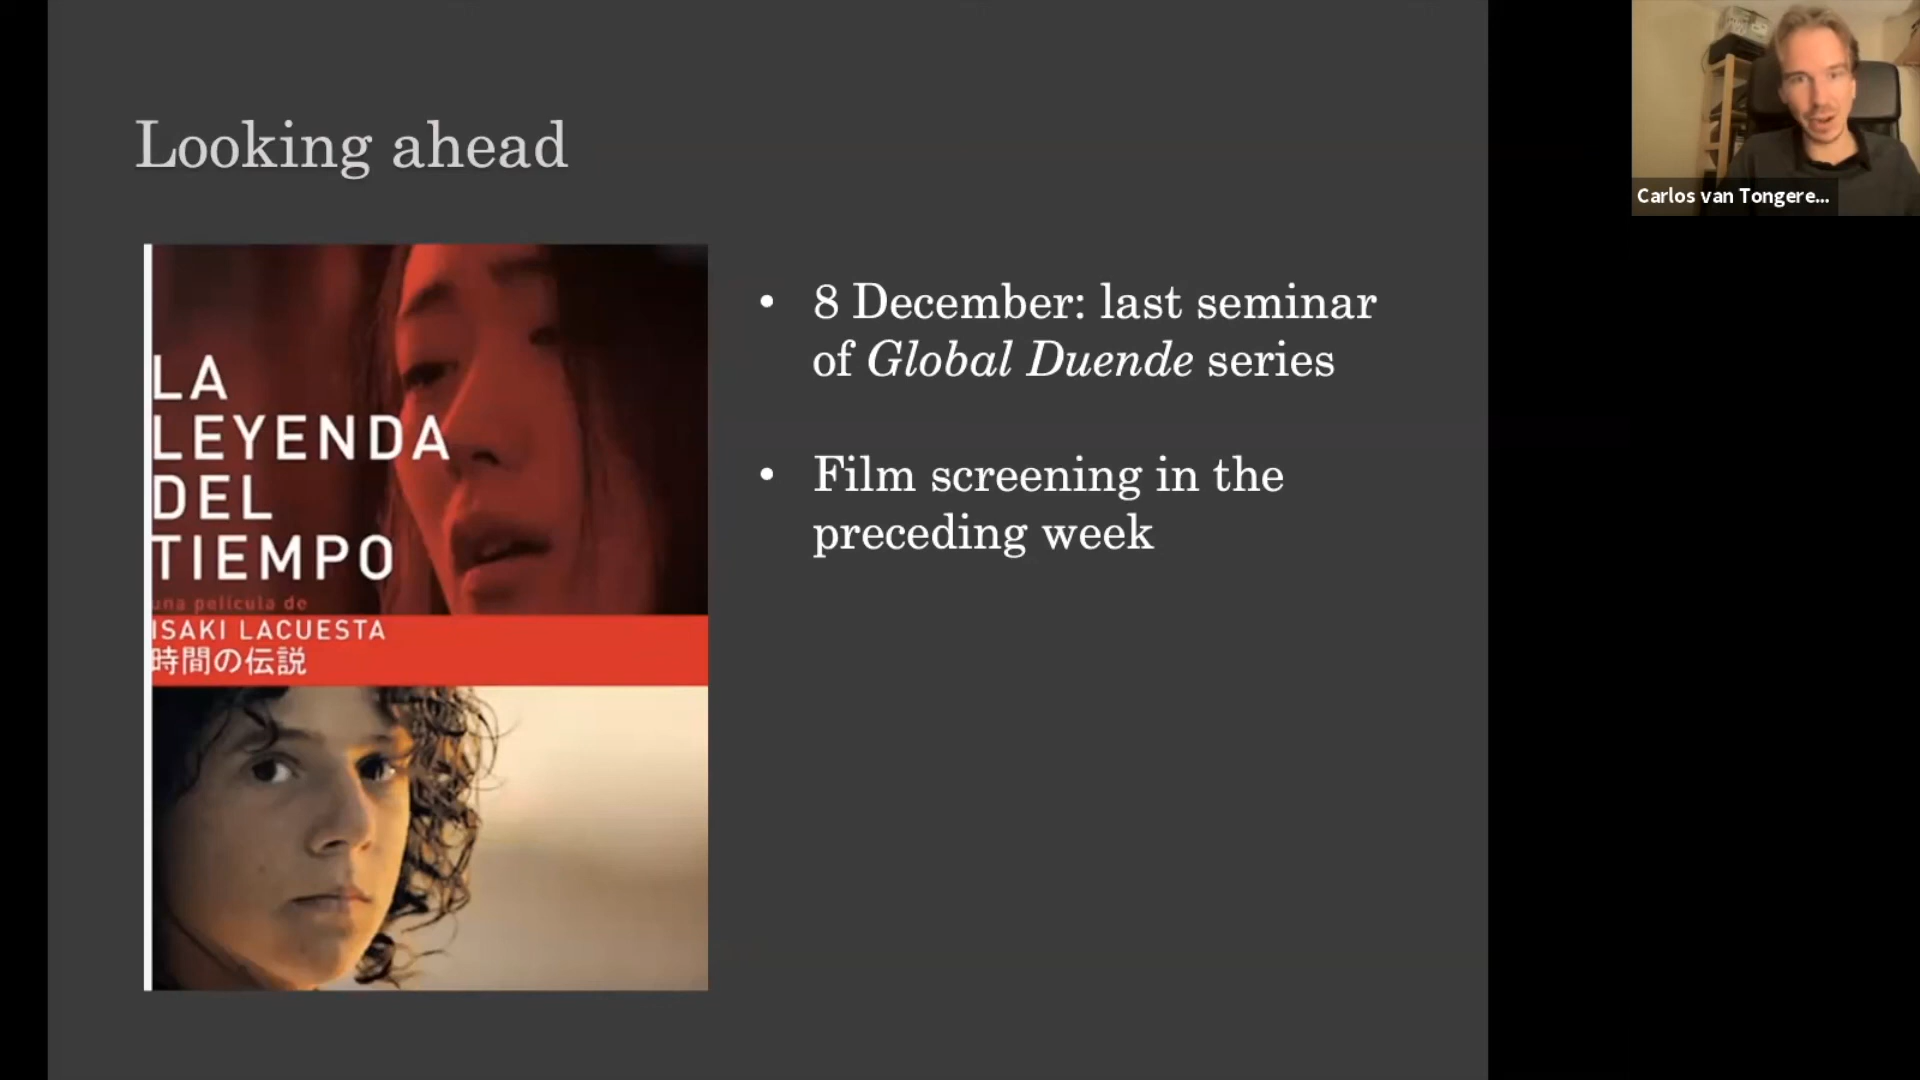 Looking ahead
LA
LEYENDA
DEL
TIEMPO
una película de
ISAKI LACUESTA
時間の伝説
• 8 December: last seminar
of Global Duende series
• Film screening in the
preceding week
Carlos van Tongere...